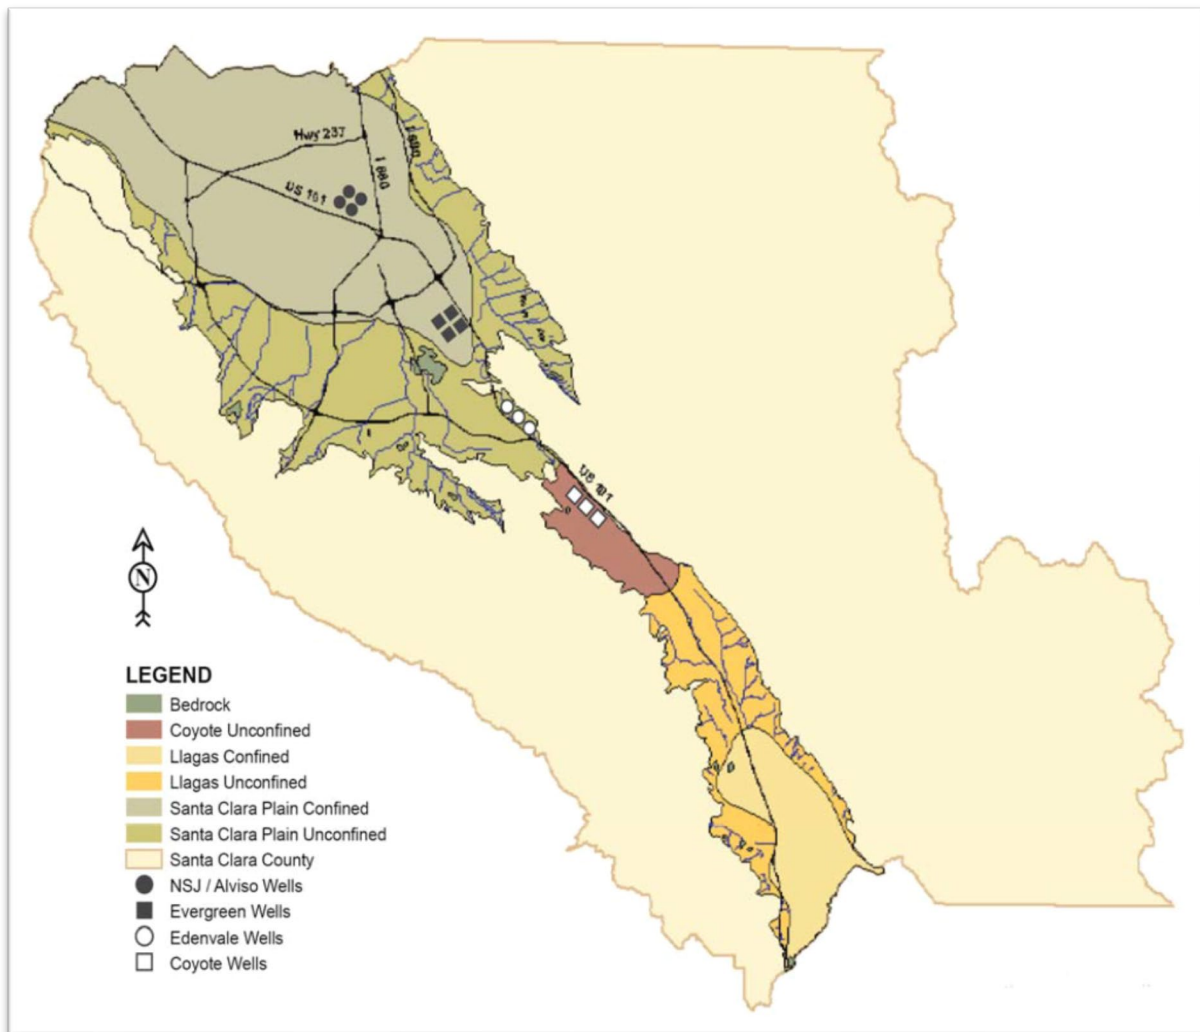 Hwy 237
I 680
US 101
I 880
US 101
N
LEGEND
Bedrock
Coyote Unconfined
Llagas Confined
Llagas Unconfined
Santa Clara Plain Confined
Santa Clara Plain Unconfined
Santa Clara County
NSJ / Alviso Wells
Evergreen Wells
Edenvale Wells
Coyote Wells